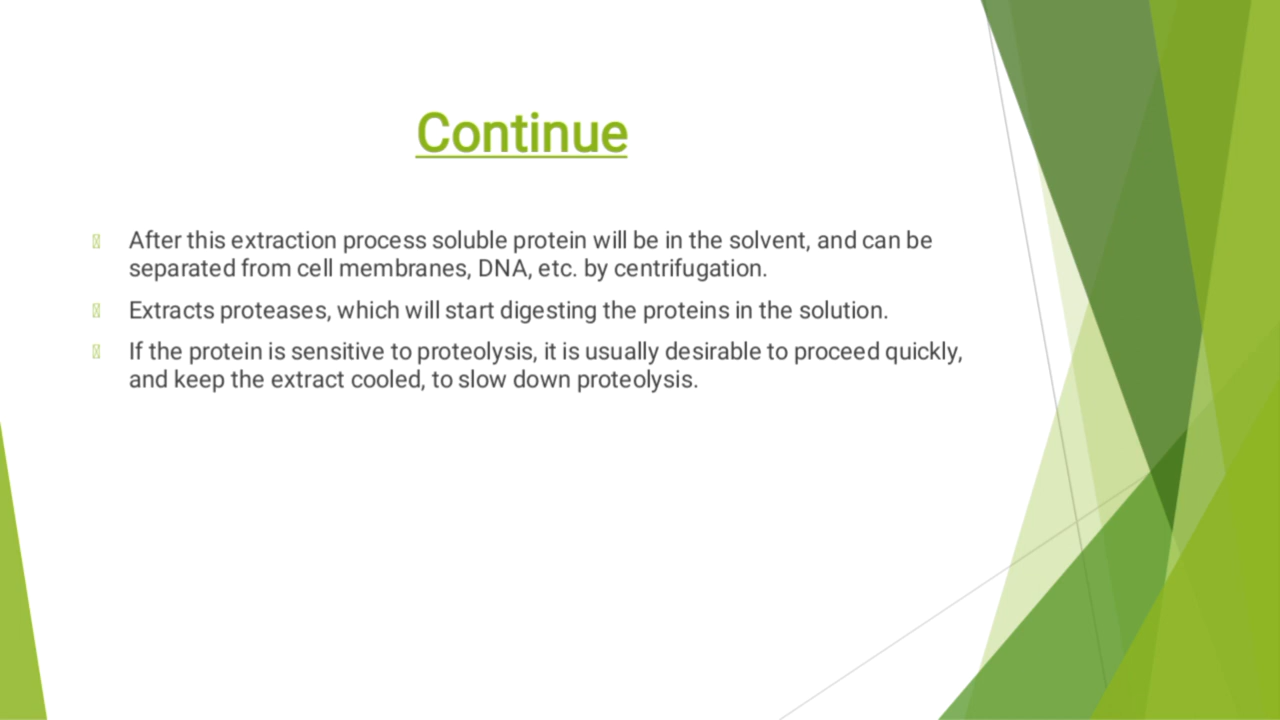 Continue
After this extraction process soluble protein will be in the solvent, and can be
separated from cell membranes, DNA, etc. by centrifugation.
Extracts proteases, which will start digesting the proteins in the solution.
If the protein is sensitive to proteolysis, it is usually desirable to proceed quickly,
and keep the extract cooled, to slow down proteolysis.